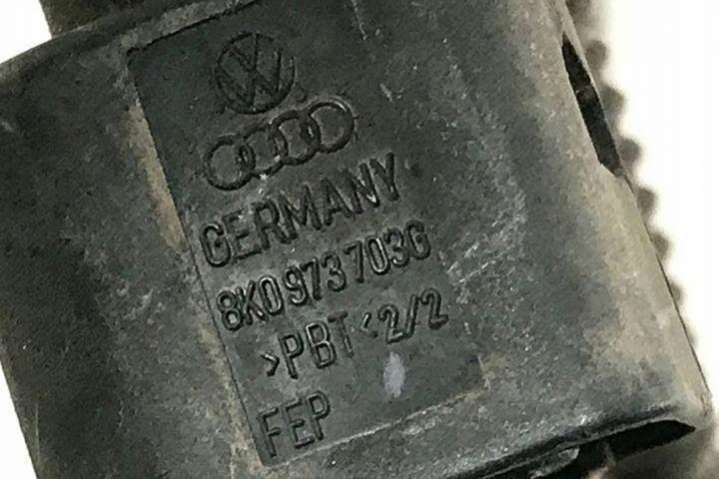 GERMANY
8K0 973 703G
>PBT< 2/2
FEP